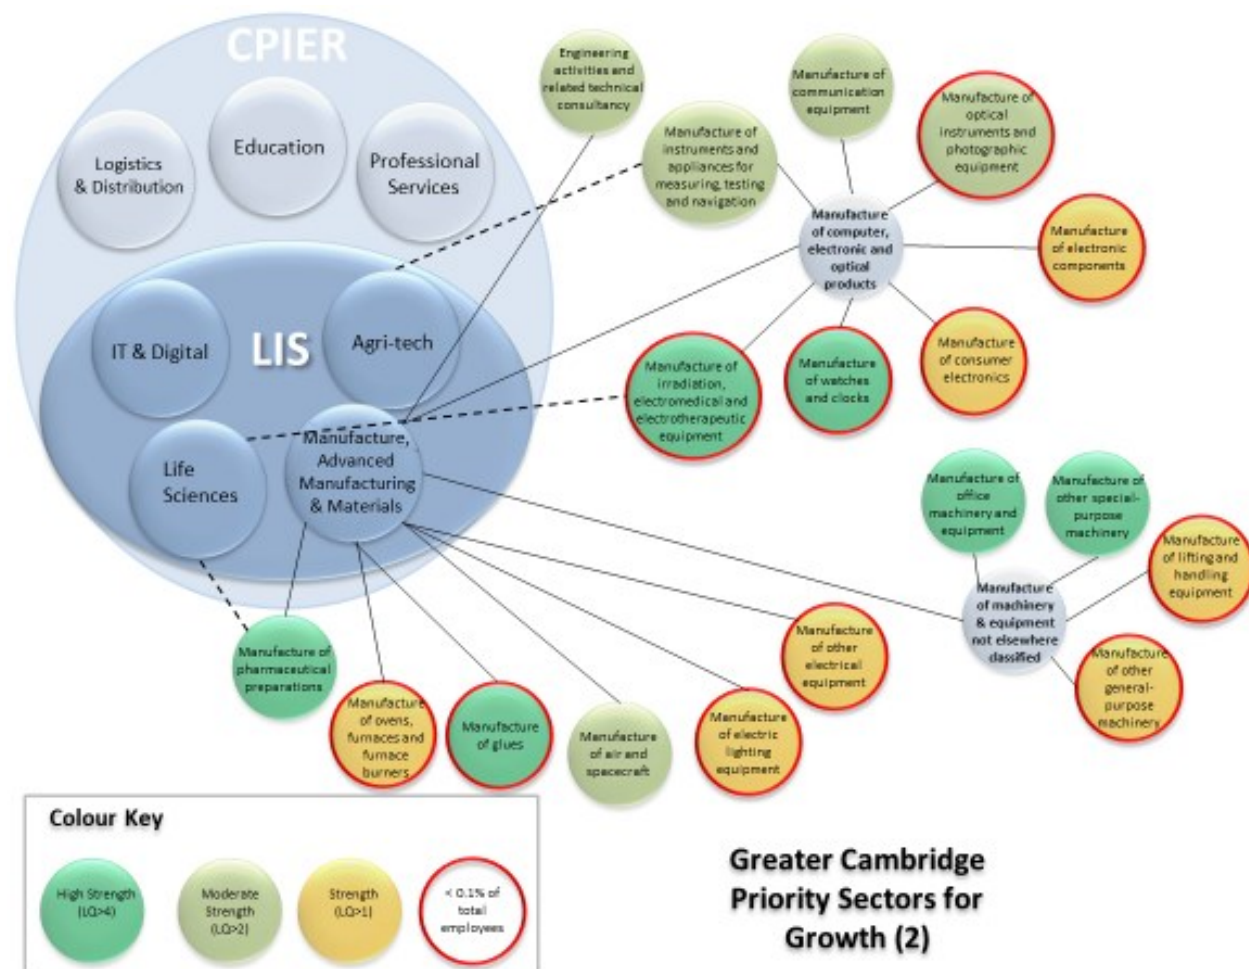 CPIER
Logistics
& Distribution
Education
Professional
Services
IT & Digital
LIS
Agri-tech
Life
Sciences
Manufacture,
Advanced
Manufacturing
& Materials
Engineering
activities and
related technical
consultancy
Manufacture of
instruments and
appliances for
measuring, testing
and navigation
Manufacture of
communication
equipment
Manufacture of
optical
instruments and
photographic
equipment
Manufacture
of computer,
electronic and
optical
products
Manufacture
of electronic
components
Manufacture of
irradiation,
electromedical and
electrotherapeutic
equipment
Manufacture
of watches
and clocks
Manufacture
of consumer
electronics
Manufacture of
office
machinery and
equipment
Manufacture of
other special-
purpose
machinery
Manufacture
of lifting and
handling
equipment
Manufacture
of machinery
& equipment
not elsewhere
classified
Manufacture
of other
general-
purpose
machinery
Manufacture of
pharmaceutical
preparations
Manufacture
of ovens,
furnaces and
furnace
burners
Manufacture
of glues
Manufacture
of air and
spacecraft
Manufacture
of electric
lighting
equipment
Manufacture
of other
electrical
equipment
Colour Key
High Strength
(LQ>4)
Moderate
Strength
(LQ>2)
Strength
(LQ>1)
< 0.1% of
total
employees
Greater Cambridge
Priority Sectors for
Growth (2)